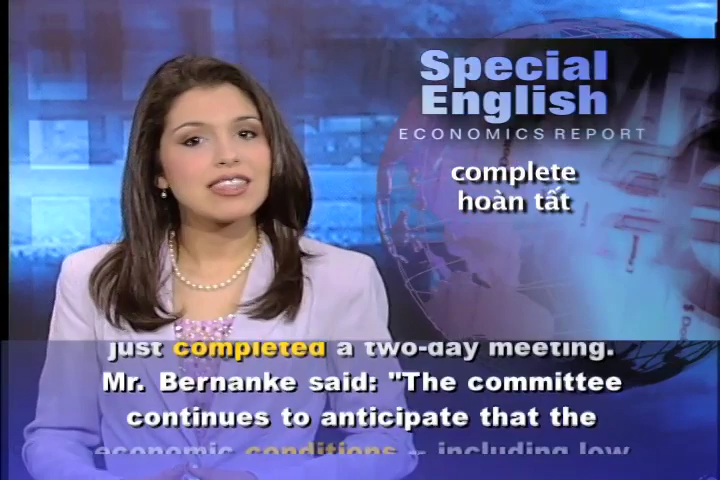 Special
English
ECONOMICS REPORT
complete
hoàn tất
just completed a two-day meeting.
Mr. Bernanke said: "The committee
continues to anticipate that the
economic conditions -- including low